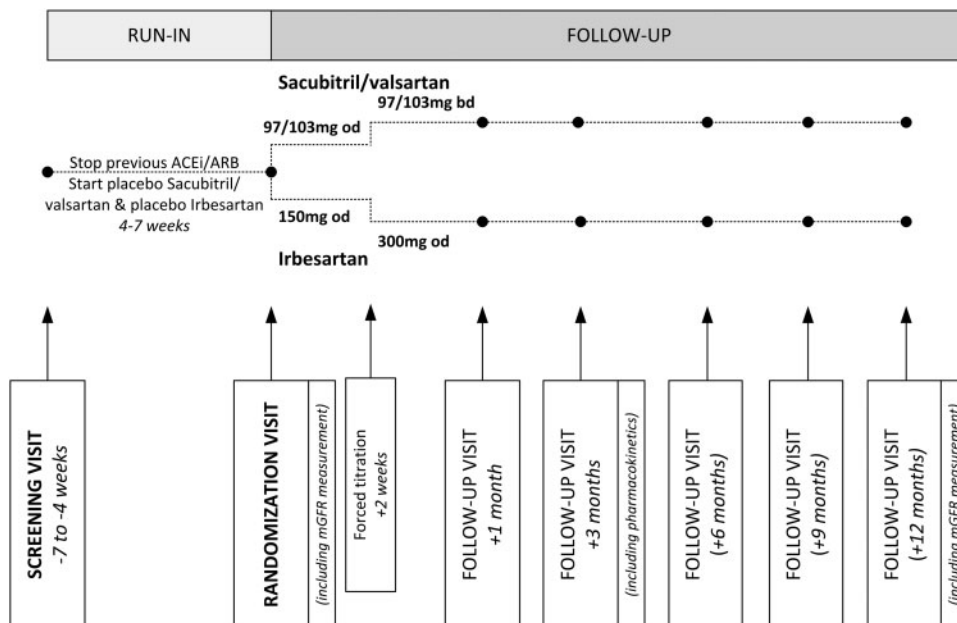 RUN-IN
FOLLOW-UP
Sacubitril/valsartan
97/103mg bd
97/103mg od
Stop previous ACEi/ARB
Start placebo Sacubitril/
valsartan & placebo Irbesartan
4-7 weeks
150mg od
300mg od
Irbesartan
SCREENING VISIT
-7 to -4 weeks
RANDOMIZATION VISIT
(including mGFR measurement)
Forced titration
+2 weeks
FOLLOW-UP VISIT
+1 month
FOLLOW-UP VISIT
+3 months
(including pharmacokinetics)
FOLLOW-UP VISIT
(+6 months)
FOLLOW-UP VISIT
(+9 months)
FOLLOW-UP VISIT
(+12 months)
(including mGFR measurement)